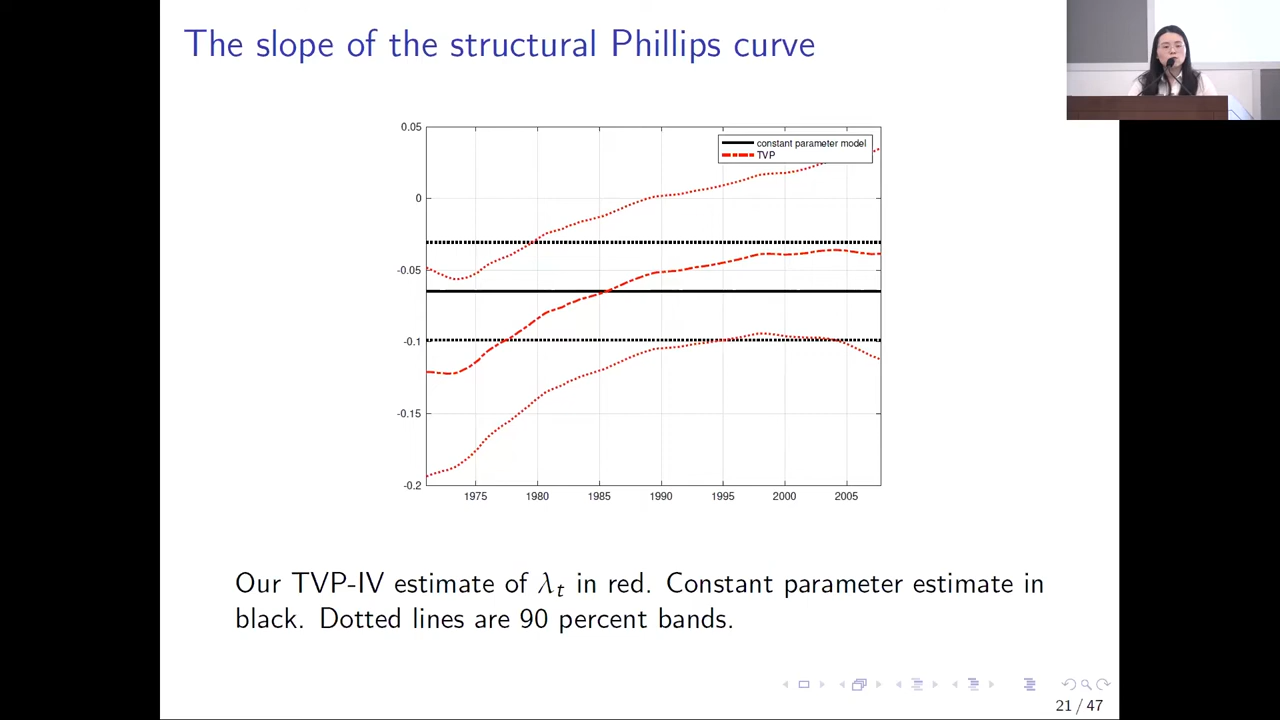 The slope of the structural Phillips curve
constant parameter model
TVP
0.05
0
-0.05
-0.1
-0.15
-0.2
1975 1980 1985 1990 1995 2000 2005
Our TVP-IV estimate of λt in red. Constant parameter estimate in
black. Dotted lines are 90 percent bands.
21 / 47